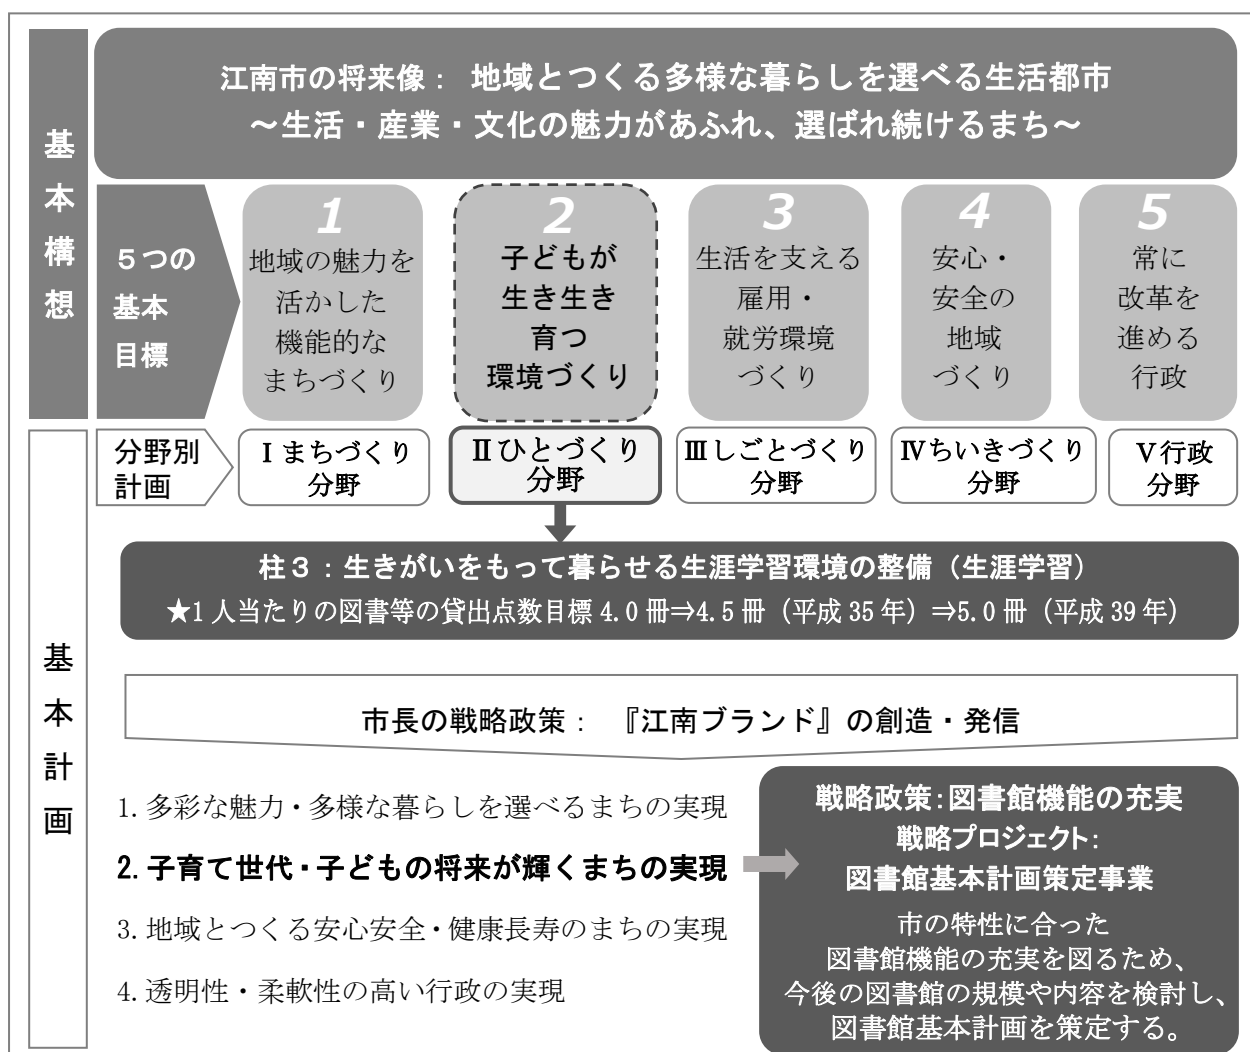 基本構想
江南市の将来像： 地域とつくる多様な暮らしを選べる生活都市
～生活・産業・文化の魅力があふれ、選ばれ続けるまち～
５つの
基本
目標
1
地域の魅力を
活かした
機能的な
まちづくり
2
子どもが
生き生き
育つ
環境づくり
3
生活を支える
雇用・
就労環境
づくり
4
安心・
安全の
地域
づくり
5
常に
改革を
進める
行政
基本計画
分野別
計画
Ⅰまちづくり
分野
Ⅱひとづくり
分野
Ⅲしごとづくり
分野
Ⅳちいきづくり
分野
Ⅴ行政
分野
柱３：生きがいをもって暮らせる生涯学習環境の整備（生涯学習）
★1人当たりの図書等の貸出点数目標 4.0 冊⇒4.5 冊（平成 35 年）⇒5.0 冊（平成 39 年）
市長の戦略政策： 『江南ブランド』の創造・発信
1. 多彩な魅力・多様な暮らしを選べるまちの実現
2. 子育て世代・子どもの将来が輝くまちの実現
3. 地域とつくる安心安全・健康長寿のまちの実現
4. 透明性・柔軟性の高い行政の実現
戦略政策：図書館機能の充実
戦略プロジェクト：
図書館基本計画策定事業
市の特性に合った
図書館機能の充実を図るため、
今後の図書館の規模や内容を検討し、
図書館基本計画を策定する。